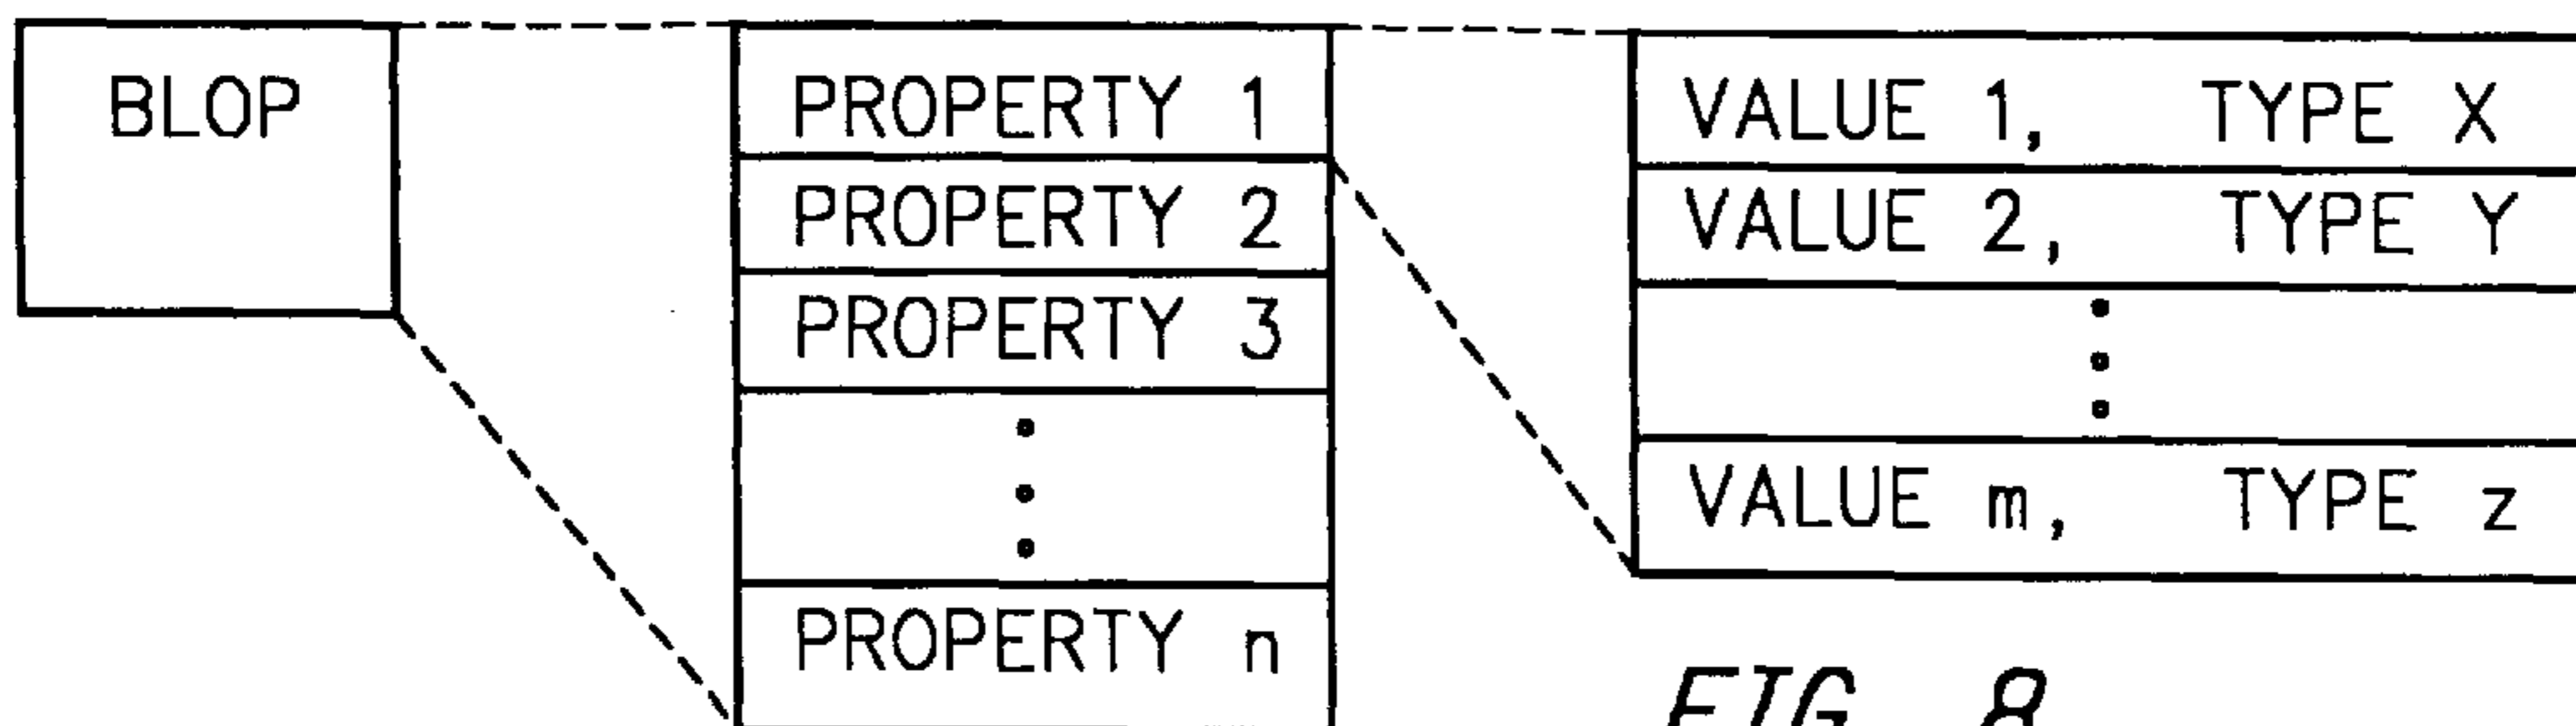 BLOP
PROPERTY 1
PROPERTY 2
PROPERTY 3
PROPERTY n
VALUE 1, TYPE X
VALUE 2, TYPE Y
VALUE m, TYPE z
FIG. 8